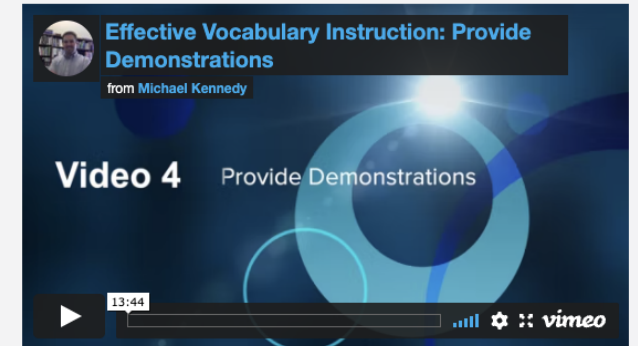 Effective Vocabulary Instruction: Provide
Demonstrations
from Michael Kennedy
Video 4 Provide Demonstrations
13:44
vimeo